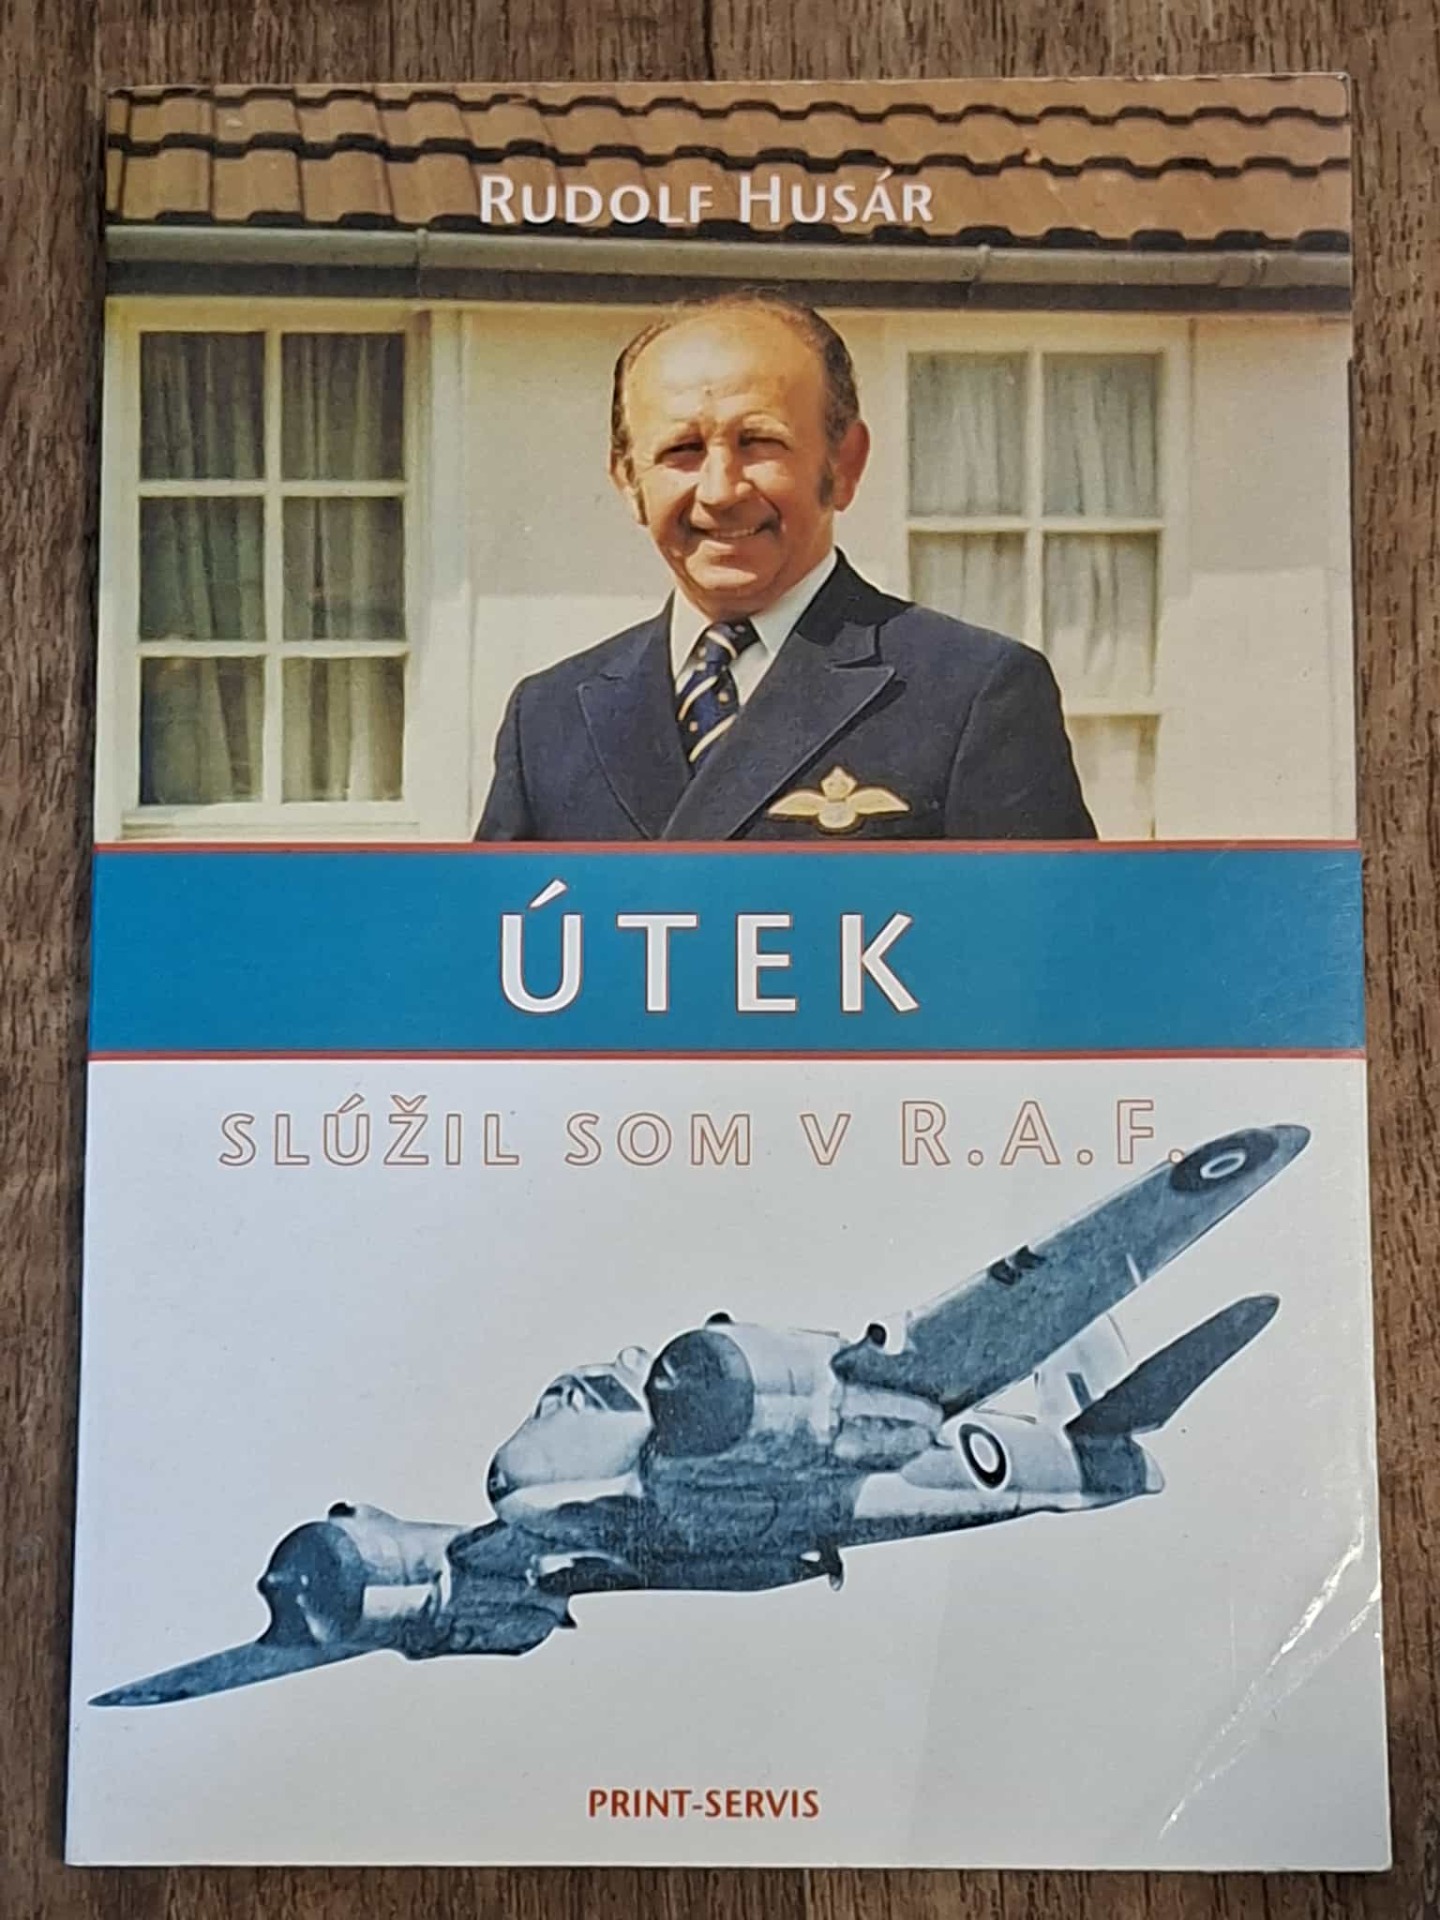 RUDOLF HUSÁR
ÚTEK
SLÚŽIL SOM V R.A.F.
PRINT-SERVIS